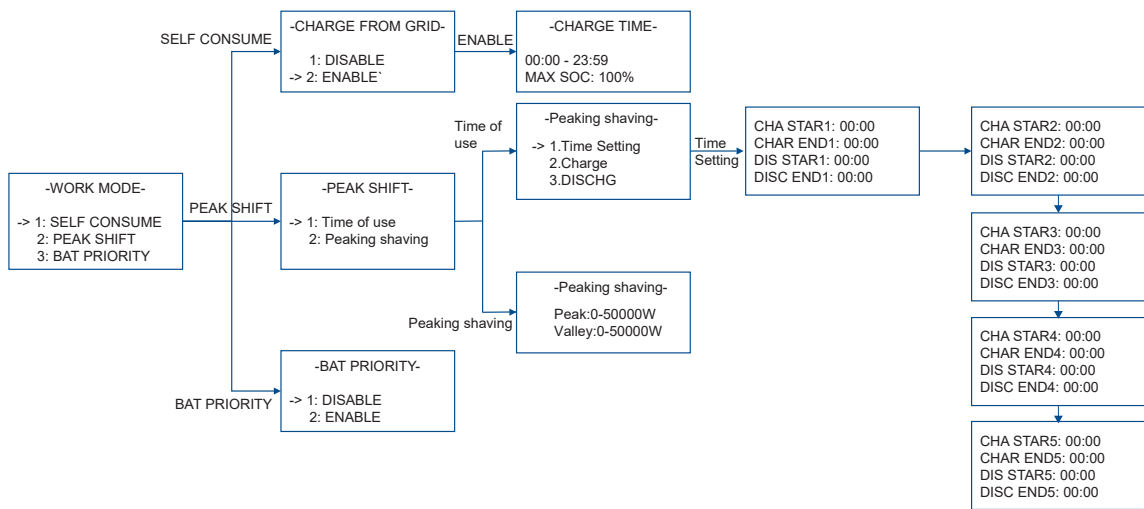 -WORK MODE-
-> 1: SELF CONSUME
2: PEAK SHIFT
3: BAT PRIORITY
SELF CONSUME
-CHARGE FROM GRID-
1: DISABLE
-> 2: ENABLE`
ENABLE
-CHARGE TIME-
00:00 - 23:59
MAX SOC: 100%
PEAK SHIFT
-PEAK SHIFT-
-> 1: Time of use
2: Peaking shaving
Time of
use
-Peaking shaving-
-> 1.Time Setting
2.Charge
3.DISCHG
Time
Setting
CHA STAR1: 00:00
CHAR END1: 00:00
DIS STAR1: 00:00
DISC END1: 00:00
CHA STAR2: 00:00
CHAR END2: 00:00
DIS STAR2: 00:00
DISC END2: 00:00
CHA STAR3: 00:00
CHAR END3: 00:00
DIS STAR3: 00:00
DISC END3: 00:00
CHA STAR4: 00:00
CHAR END4: 00:00
DIS STAR4: 00:00
DISC END4: 00:00
CHA STAR5: 00:00
CHAR END5: 00:00
DIS STAR5: 00:00
DISC END5: 00:00
Peaking shaving
-Peaking shaving-
Peak:0-50000W
Valley:0-50000W
BAT PRIORITY
-BAT PRIORITY-
-> 1: DISABLE
2: ENABLE